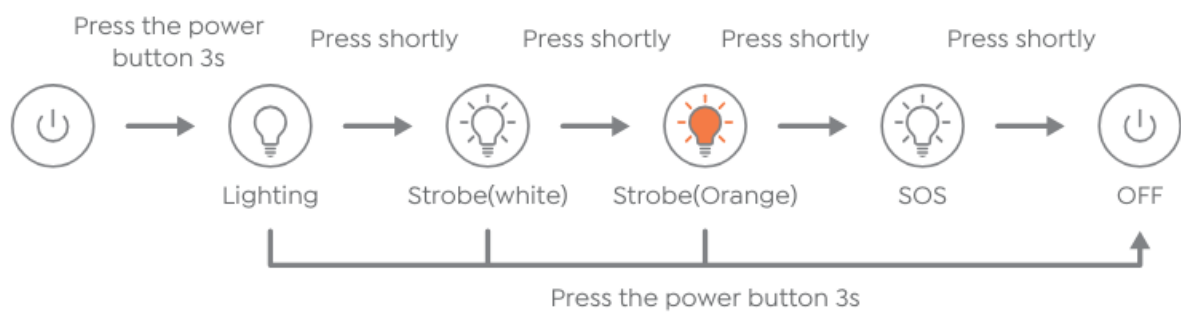 Press the power
button 3s
Press shortly
Press shortly
Press shortly
Press shortly
Lighting
Strobe(white)
Strobe(Orange)
SOS
OFF
Press the power button 3s